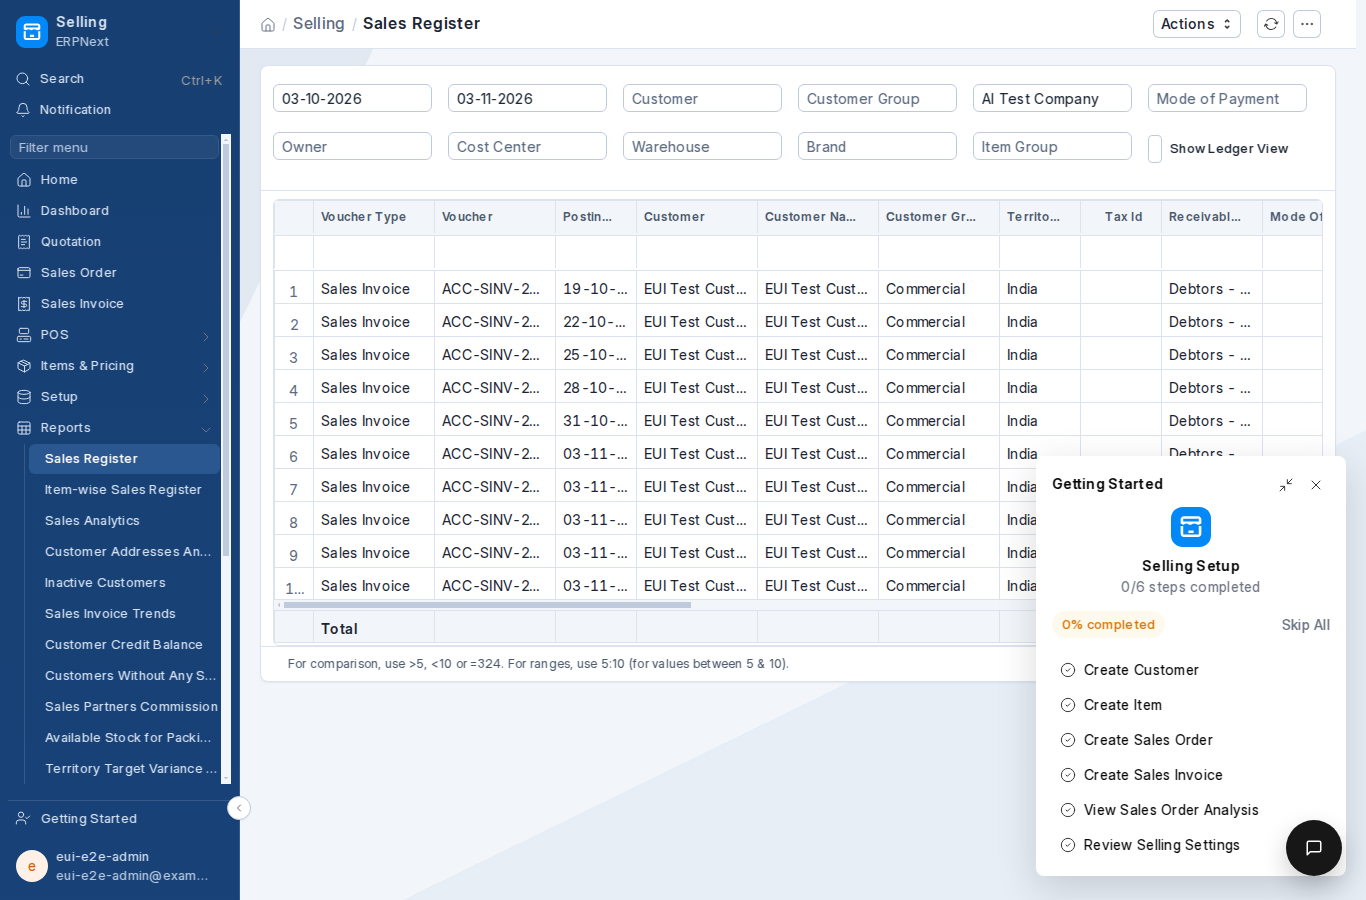 Selling
ERPNext
Search
Ctrl+K
Notification
Filter menu
Home
Dashboard
Quotation
Sales Order
Sales Invoice
POS
Items & Pricing
Setup
Reports
Sales Register
Item-wise Sales Register
Sales Analytics
Customer Addresses An...
Inactive Customers
Sales Invoice Trends
Customer Credit Balance
Customers Without Any S...
Sales Partners Commission
Available Stock for Packi...
Territory Target Variance ...
Getting Started
e
eui-e2e-admin
eui-e2e-admin@exam...
/ Selling / Sales Register
Actions
03-10-2026 03-11-2026 Customer Customer Group AI Test Company Mode of Payment
Owner Cost Center Warehouse Brand Item Group Show Ledger View
Voucher Type Voucher Postin... Customer Customer Na... Customer Gr... Territo... Tax Id Receivabl... Mode Of
1 Sales Invoice ACC-SINV-2... 19-10-... EUI Test Cust... EUI Test Cust... Commercial India Debtors - ...
2 Sales Invoice ACC-SINV-2... 22-10-... EUI Test Cust... EUI Test Cust... Commercial India Debtors - ...
3 Sales Invoice ACC-SINV-2... 25-10-... EUI Test Cust... EUI Test Cust... Commercial India Debtors - ...
4 Sales Invoice ACC-SINV-2... 28-10-... EUI Test Cust... EUI Test Cust... Commercial India Debtors - ...
5 Sales Invoice ACC-SINV-2... 31-10-... EUI Test Cust... EUI Test Cust... Commercial India Debtors - ...
6 Sales Invoice ACC-SINV-2... 03-11-... EUI Test Cust... EUI Test Cust... Commercial India Debtors - ...
7 Sales Invoice ACC-SINV-2... 03-11-... EUI Test Cust... EUI Test Cust... Commercial India
8 Sales Invoice ACC-SINV-2... 03-11-... EUI Test Cust... EUI Test Cust... Commercial India
9 Sales Invoice ACC-SINV-2... 03-11-... EUI Test Cust... EUI Test Cust... Commercial India
1... Sales Invoice ACC-SINV-2... 03-11-... EUI Test Cust... EUI Test Cust... Commercial India
Total
For comparison, use >5, <10 or =324. For ranges, use 5:10 (for values between 5 & 10).
Getting Started
Selling Setup
0/6 steps completed
0% completed
Skip All
Create Customer
Create Item
Create Sales Order
Create Sales Invoice
View Sales Order Analysis
Review Selling Settings